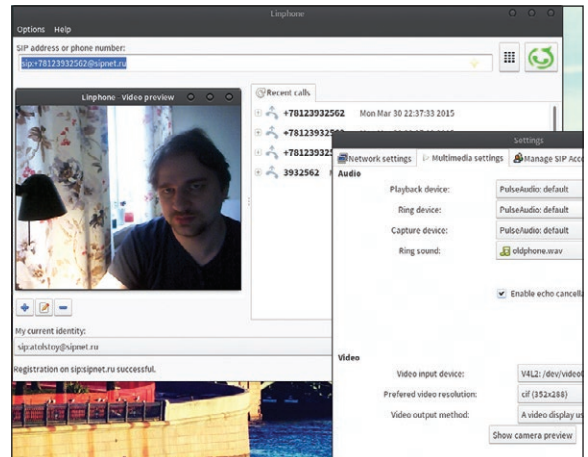 Linphone
Options Help
SIP address or phone number:
sip:+78123932562@sipnet.ru
Linphone Video preview
Recent calls
+78123932562 Mon Mar 30 22:37:33 2015
+78123932562
+781239325
3932562
Settings
Network settings
Multimedia settings
Manage SIP Acco
Audio
Playback device: PulseAudio: default
Ring device: PulseAudio: default
Capture device: PulseAudio: default
Ring sound: oldphone.wav
Enable echo cancella
My current identity:
sip:atolstoy@sipnet.ru
Registration on sip:sipnet.ru successful.
Video
Video input device: V4L2: /dev/video
Prefered video resolution: cif (352x288)
Video output method: A video display us
Show camera preview